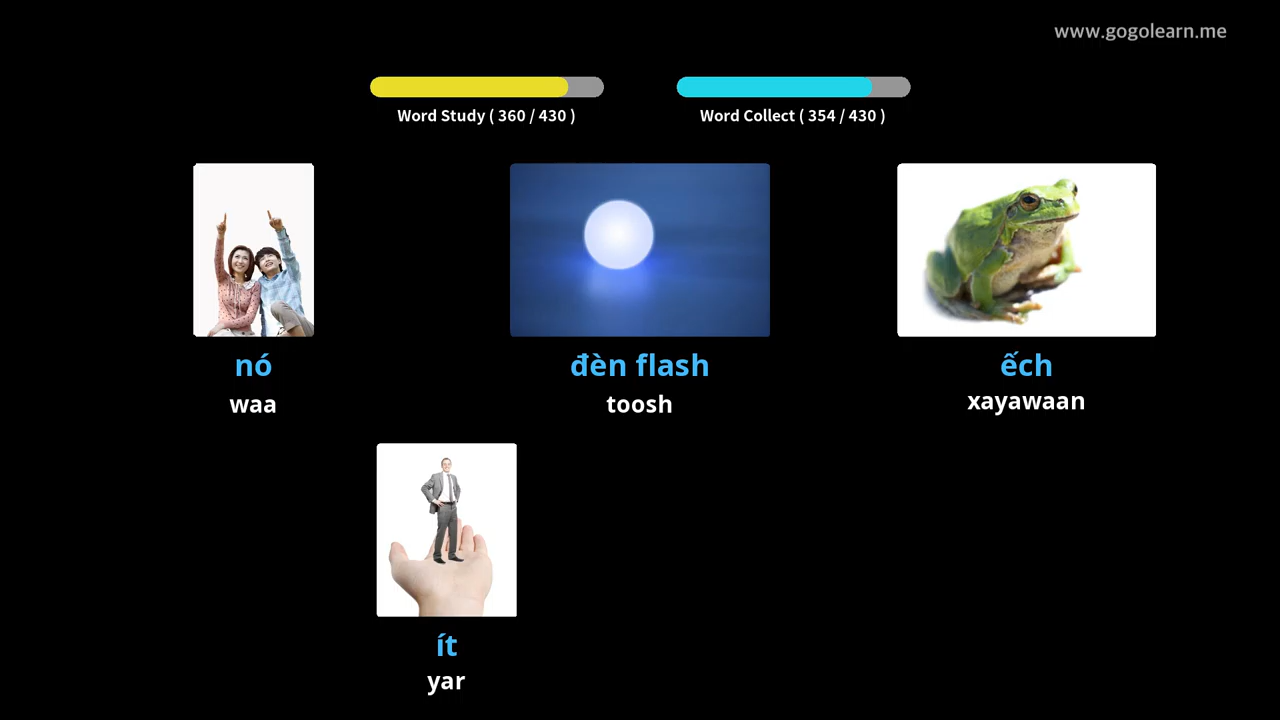 www.gogolearn.me
Word Study ( 360 / 430 )
Word Collect ( 354 / 430 )
nó
waa
đèn flash
toosh
ếch
xayawaan
ít
yar